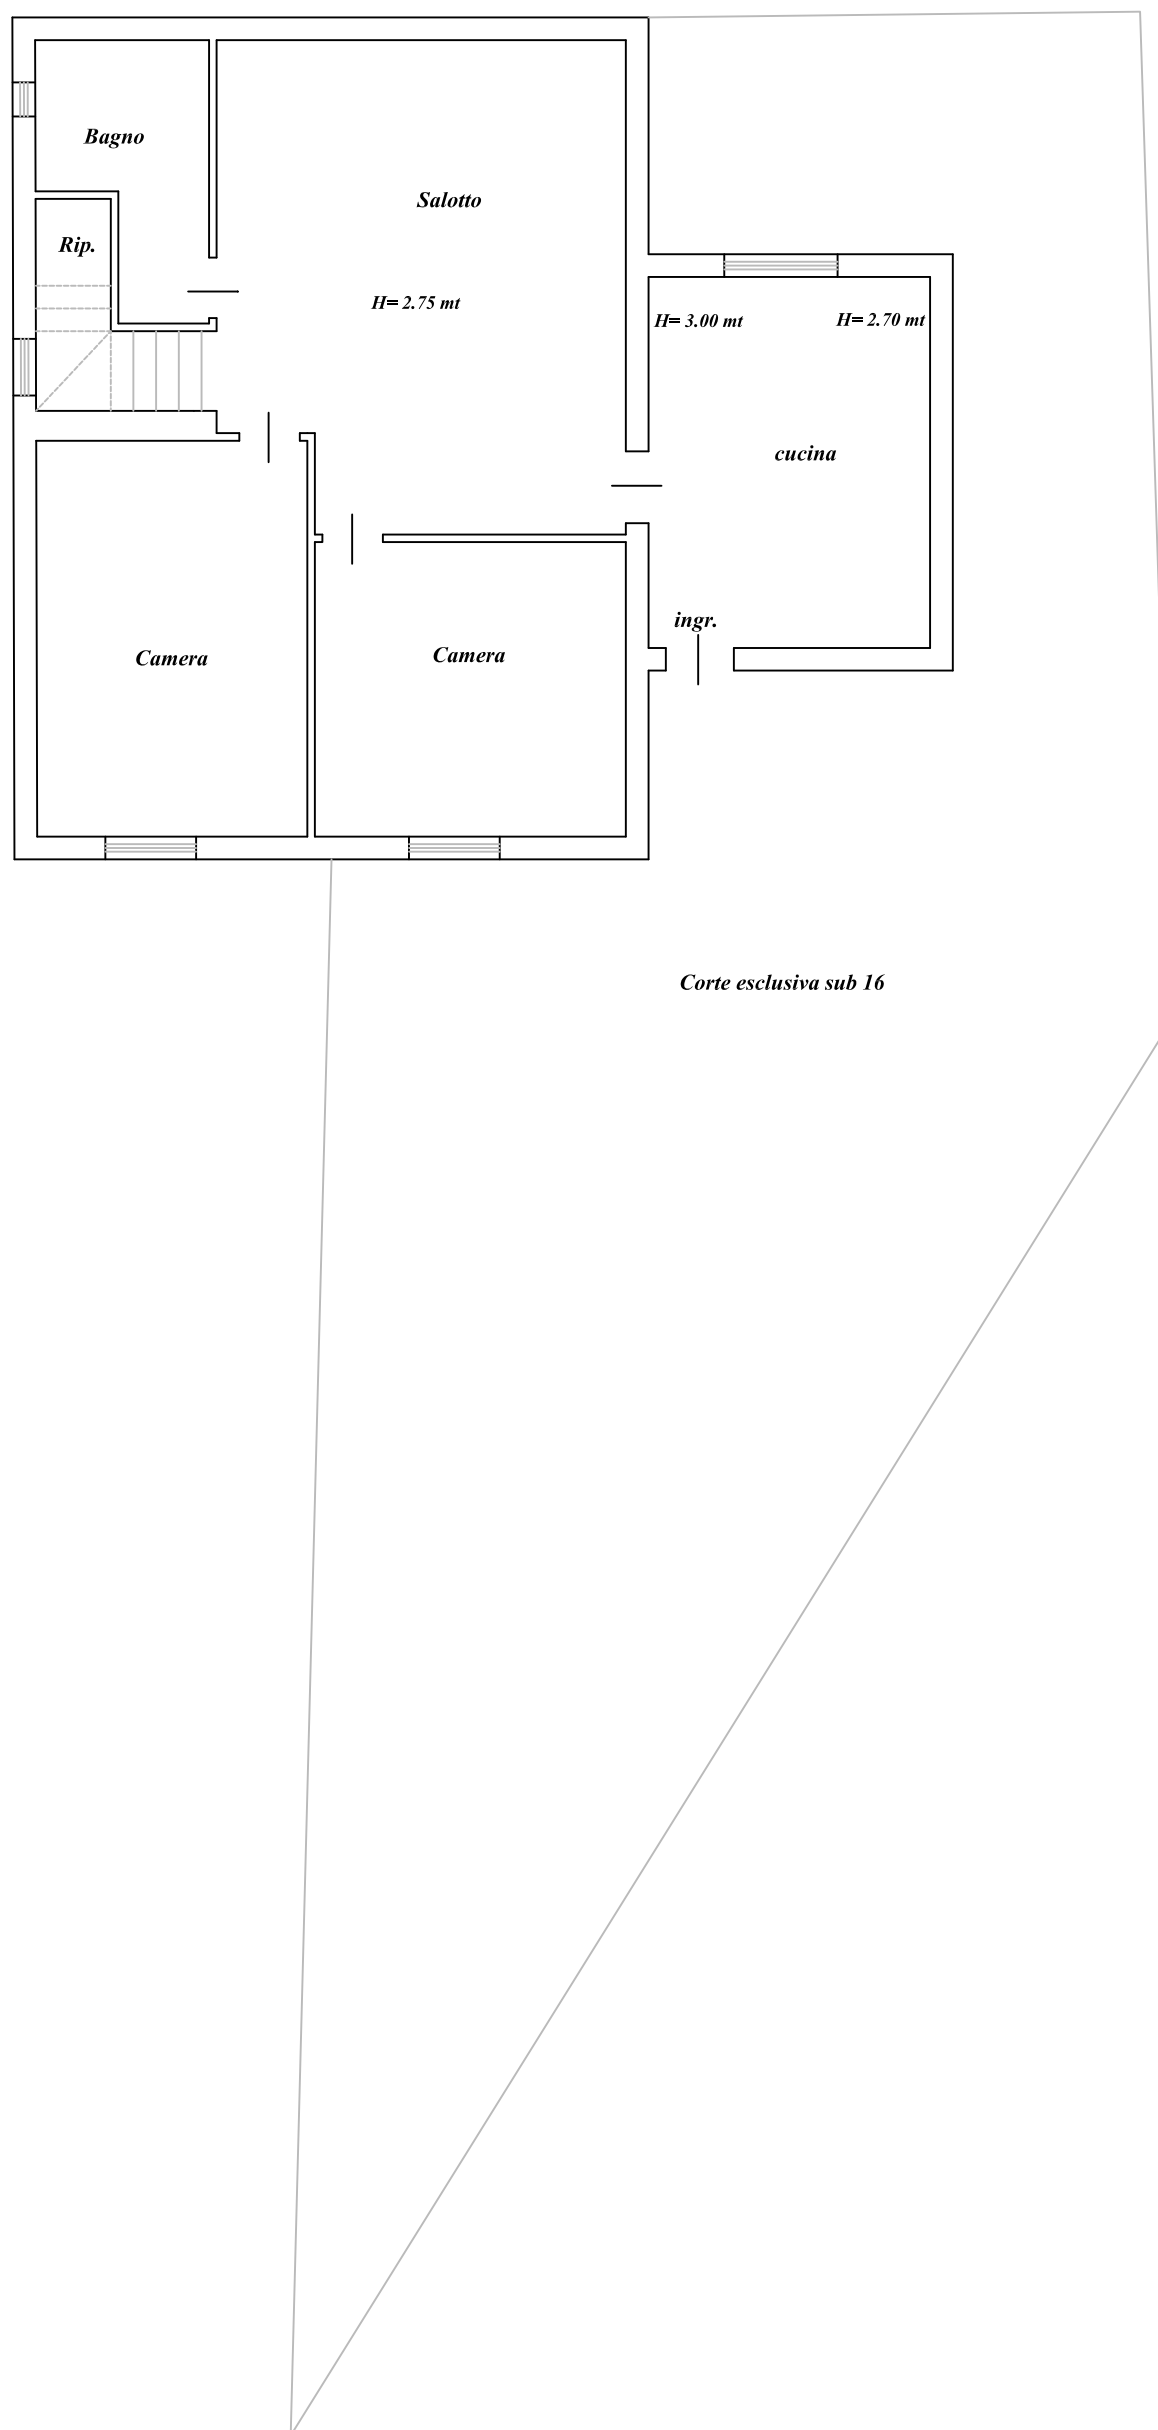 Bagno
Salotto
Rip.
H= 2.75 mt
H= 3.00 mt
H= 2.70 mt
cucina
ingr.
Camera
Camera
Corte esclusiva sub 16